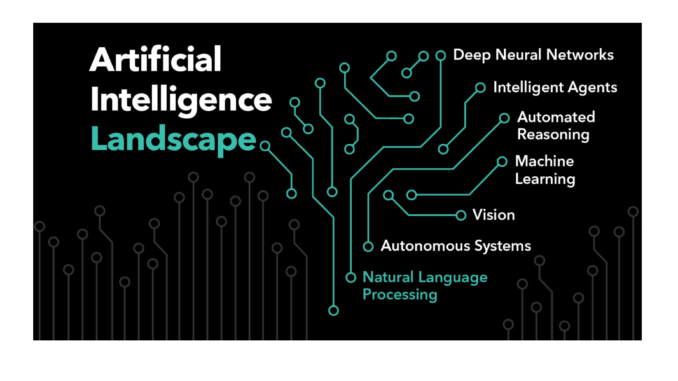 Artificial
Intelligence
Landscape
Deep Neural Networks
Intelligent Agents
Automated
Reasoning
Machine
Learning
Vision
Autonomous Systems
Natural Language
Processing